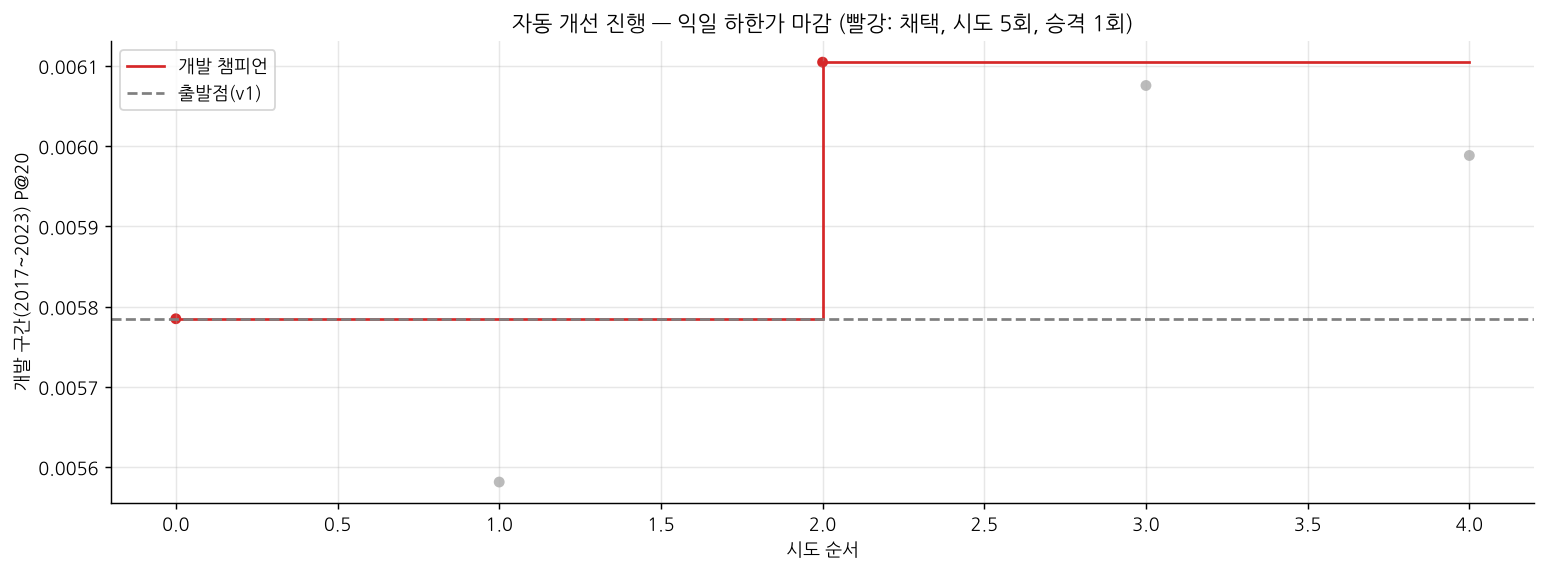 자동 개선 진행 — 익일 하한가 마감 (빨강: 채택, 시도 5회, 승격 1회)
개발 챔피언
출발점(v1)
개발 구간(2017~2023) P@20
0.0061
0.0060
0.0059
0.0058
0.0057
0.0056
0.0 0.5 1.0 1.5 2.0 2.5 3.0 3.5 4.0
시도 순서